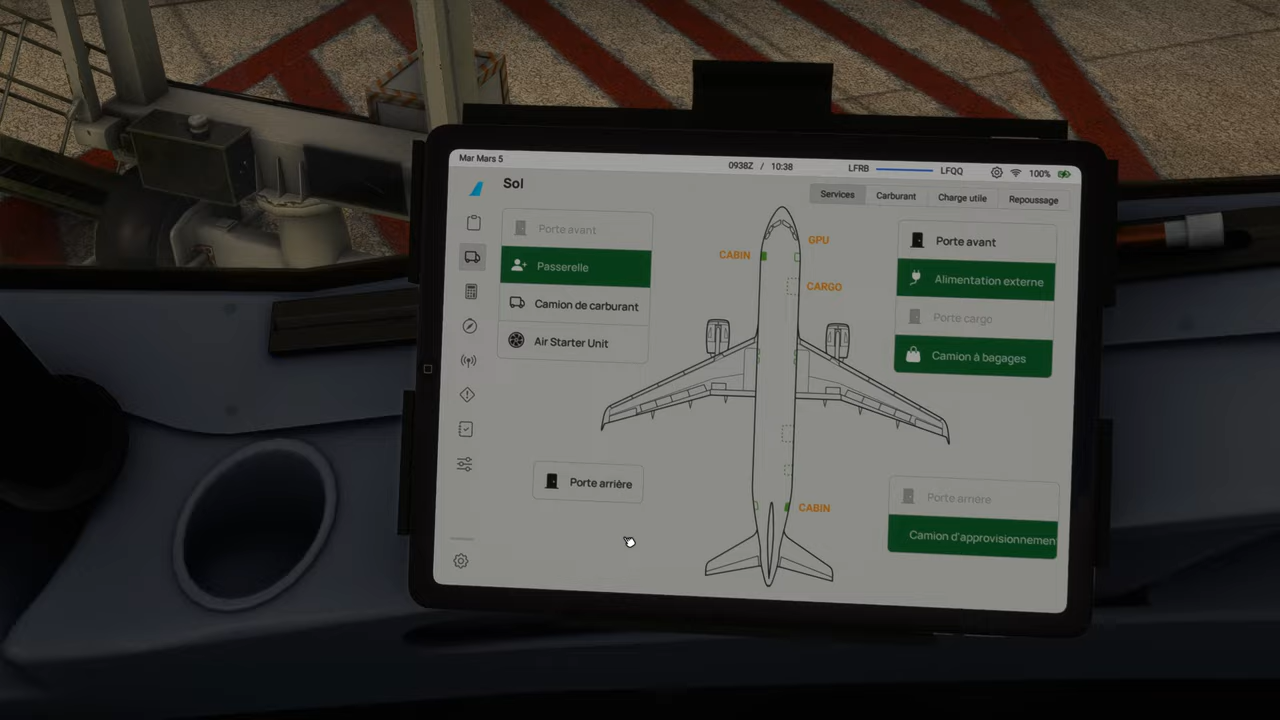 Mar Mars 5
0938Z / 10:38
LFRB LFQQ
100%
Sol
Services Carburant Charge utile Repoussage
Porte avant
Passerelle
Camion de carburant
Air Starter Unit
CABIN
GPU
CARGO
Porte avant
Alimentation externe
Porte cargo
Camion à bagages
Porte arrière
CABIN
Porte arrière
Camion d'approvisionnemen